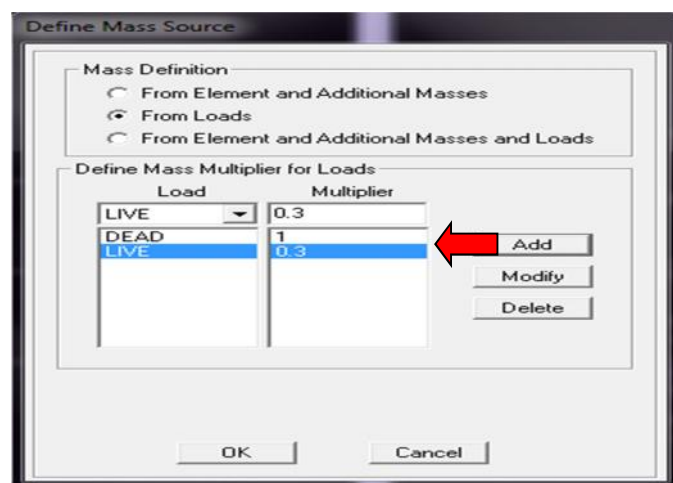 Define Mass Source
Mass Definition
From Element and Additional Masses
From Loads
From Element and Additional Masses and Loads
Define Mass Multiplier for Loads
Load Multiplier
LIVE 0.3
DEAD 1
LIVE 0.3
Add
Modify
Delete
OK Cancel